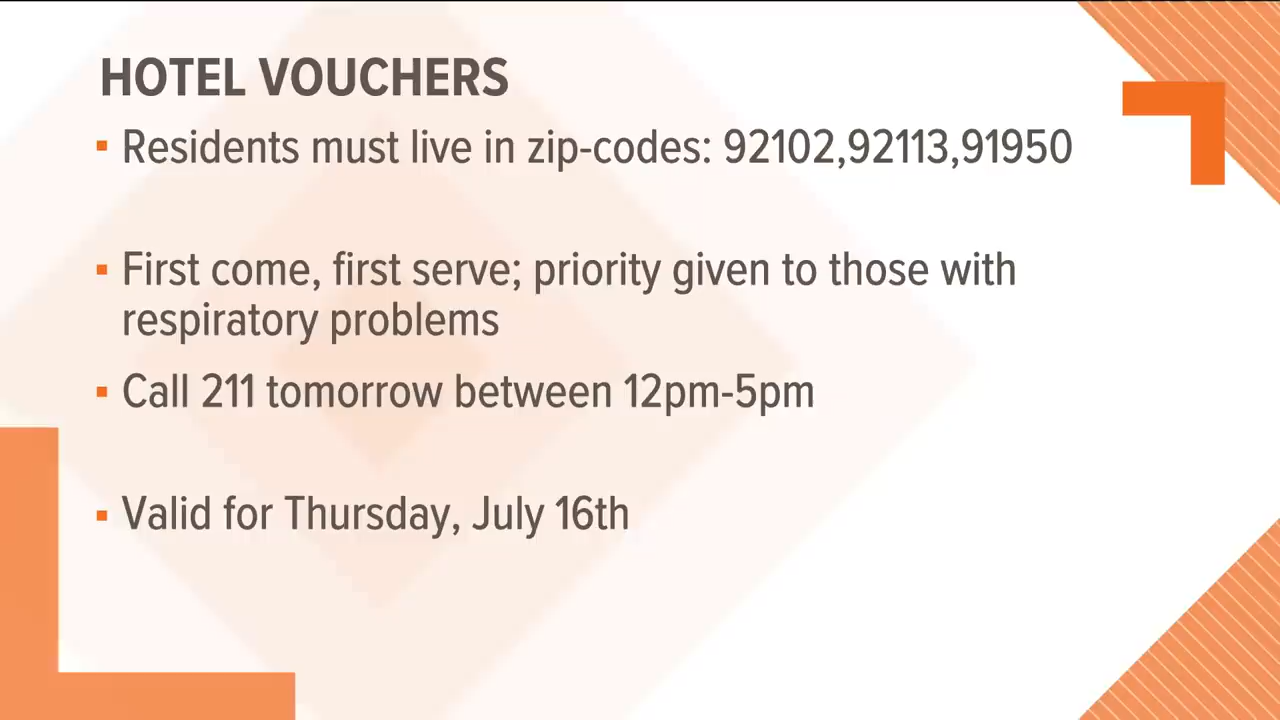 HOTEL VOUCHERS
Residents must live in zip-codes: 92102,92113,91950
First come, first serve; priority given to those with
respiratory problems
Call 211 tomorrow between 12pm-5pm
Valid for Thursday, July 16th